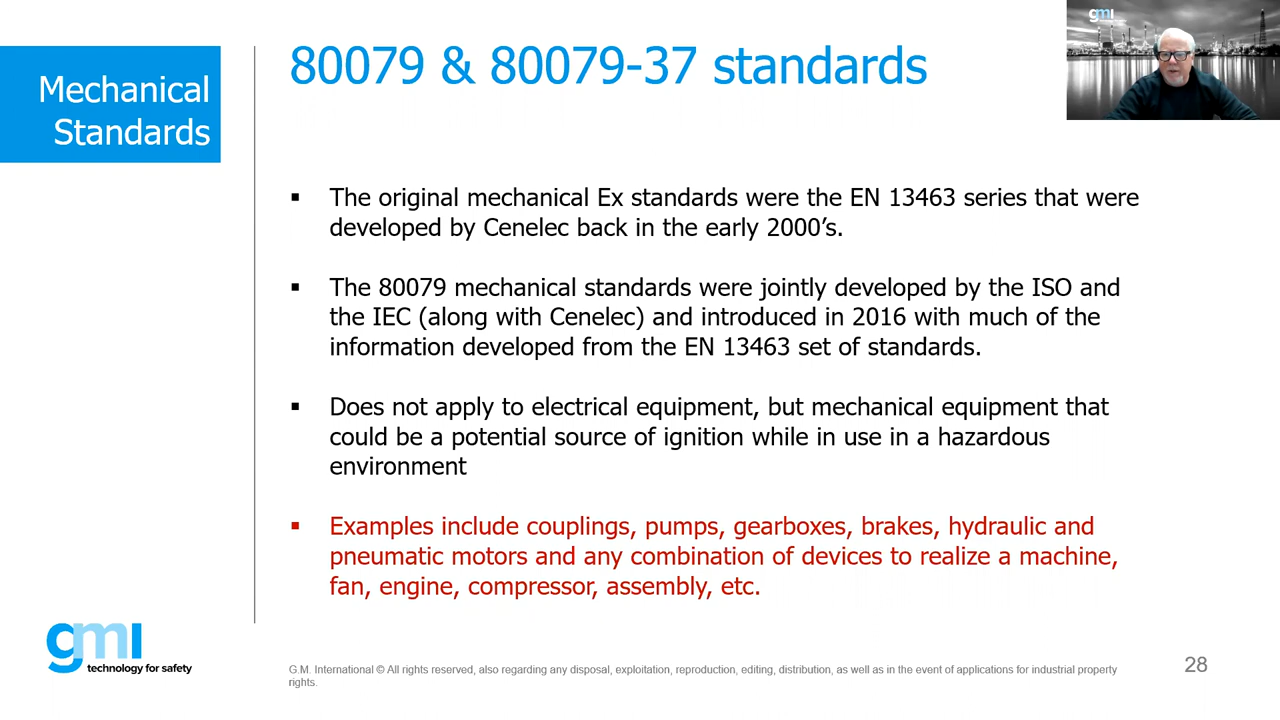 Mechanical
Standards
80079 & 80079-37 standards
gmi
▪ The original mechanical Ex standards were the EN 13463 series that were
developed by Cenelec back in the early 2000’s.
▪ The 80079 mechanical standards were jointly developed by the ISO and
the IEC (along with Cenelec) and introduced in 2016 with much of the
information developed from the EN 13463 set of standards.
▪ Does not apply to electrical equipment, but mechanical equipment that
could be a potential source of ignition while in use in a hazardous
environment
▪ Examples include couplings, pumps, gearboxes, brakes, hydraulic and
pneumatic motors and any combination of devices to realize a machine,
fan, engine, compressor, assembly, etc.
gmi
technology for safety
G.M. International © All rights reserved, also regarding any disposal, exploitation, reproduction, editing, distribution, as well as in the event of applications for industrial property
rights.
28